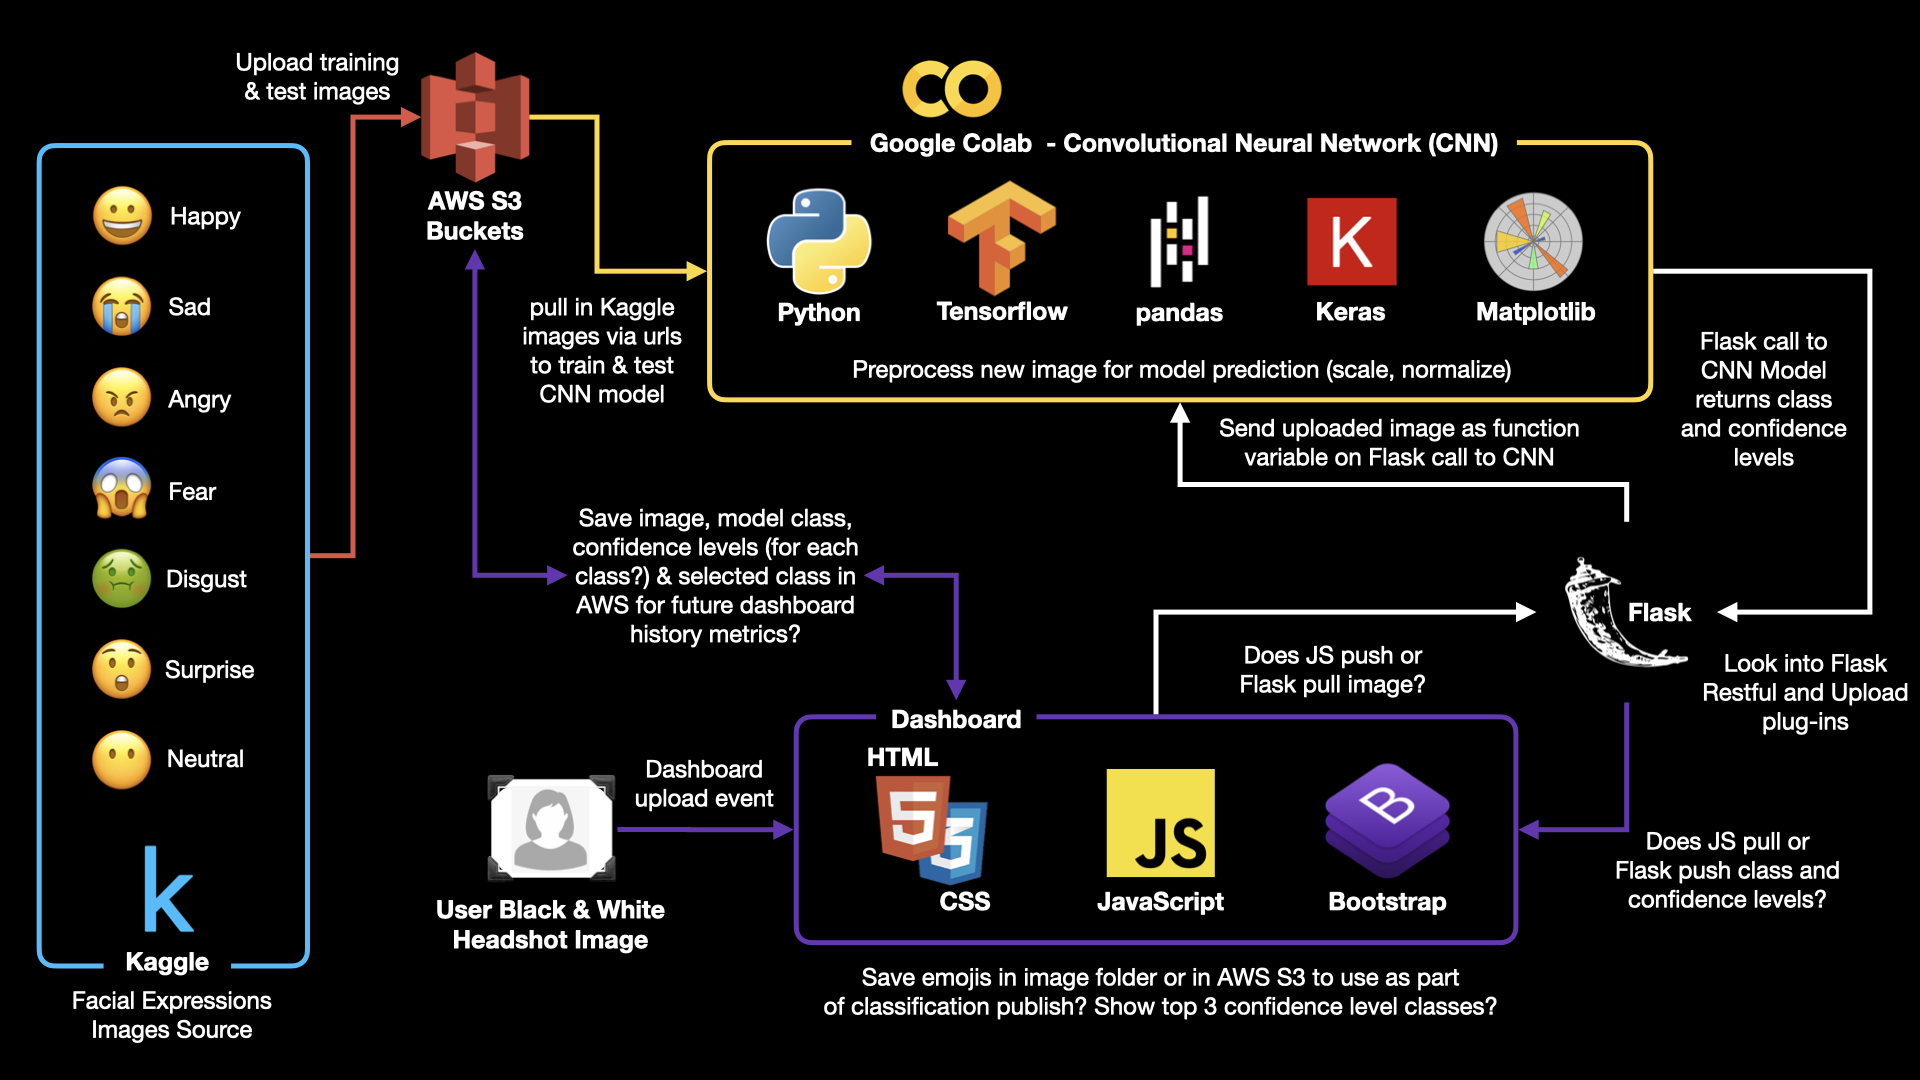 Upload training
& test images
AWS S3
Buckets
Happy
Sad
Angry
Fear
Disgust
Surprise
Neutral
k
Kaggle
Facial Expressions
Images Source
pull in Kaggle
images via urls
to train & test
CNN model
CO
Google Colab - Convolutional Neural Network (CNN)
Python
Tensorflow
pandas
K
Keras
Matplotlib
Preprocess new image for model prediction (scale, normalize)
Flask call to
CNN Model
returns class
and confidence
levels
Send uploaded image as function
variable on Flask call to CNN
Save image, model class,
confidence levels (for each
class?) & selected class in
AWS for future dashboard
history metrics?
Flask
Does JS push or
Flask pull image?
Look into Flask
Restful and Upload
plug-ins
Dashboard
HTML
5
3
CSS
JS
JavaScript
B
Bootstrap
Dashboard
upload event
User Black & White
Headshot Image
Does JS pull or
Flask push class and
confidence levels?
Save emojis in image folder or in AWS S3 to use as part
of classification publish? Show top 3 confidence level classes?